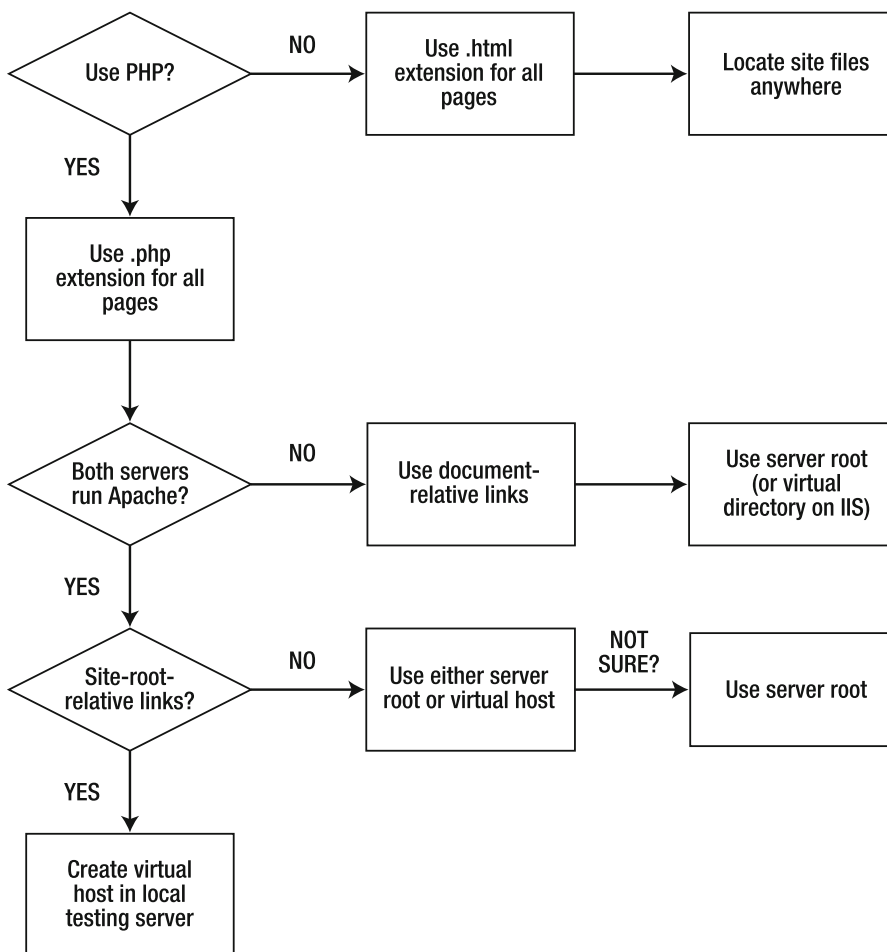 Use PHP?
NO
Use .html
extension for all
pages
Locate site files
anywhere
YES
Use .php
extension for all
pages
Both servers
run Apache?
NO
Use document-
relative links
Use server root
(or virtual
directory on IIS)
YES
Site-root-
relative links?
NO
Use either server
root or virtual host
NOT
SURE?
Use server root
YES
Create virtual
host in local
testing server